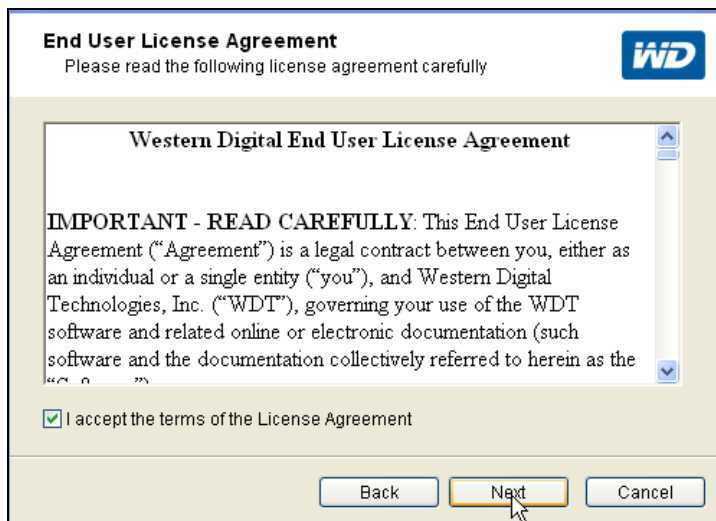 End User License Agreement
Please read the following license agreement carefully
WD
Western Digital End User License Agreement
IMPORTANT - READ CAREFULLY: This End User License
Agreement (“Agreement”) is a legal contract between you, either as
an individual or a single entity (“you”), and Western Digital
Technologies, Inc. (“WDT”), governing your use of the WDT
software and related online or electronic documentation (such
software and the documentation collectively referred to herein as the
I accept the terms of the License Agreement
Back
Next
Cancel